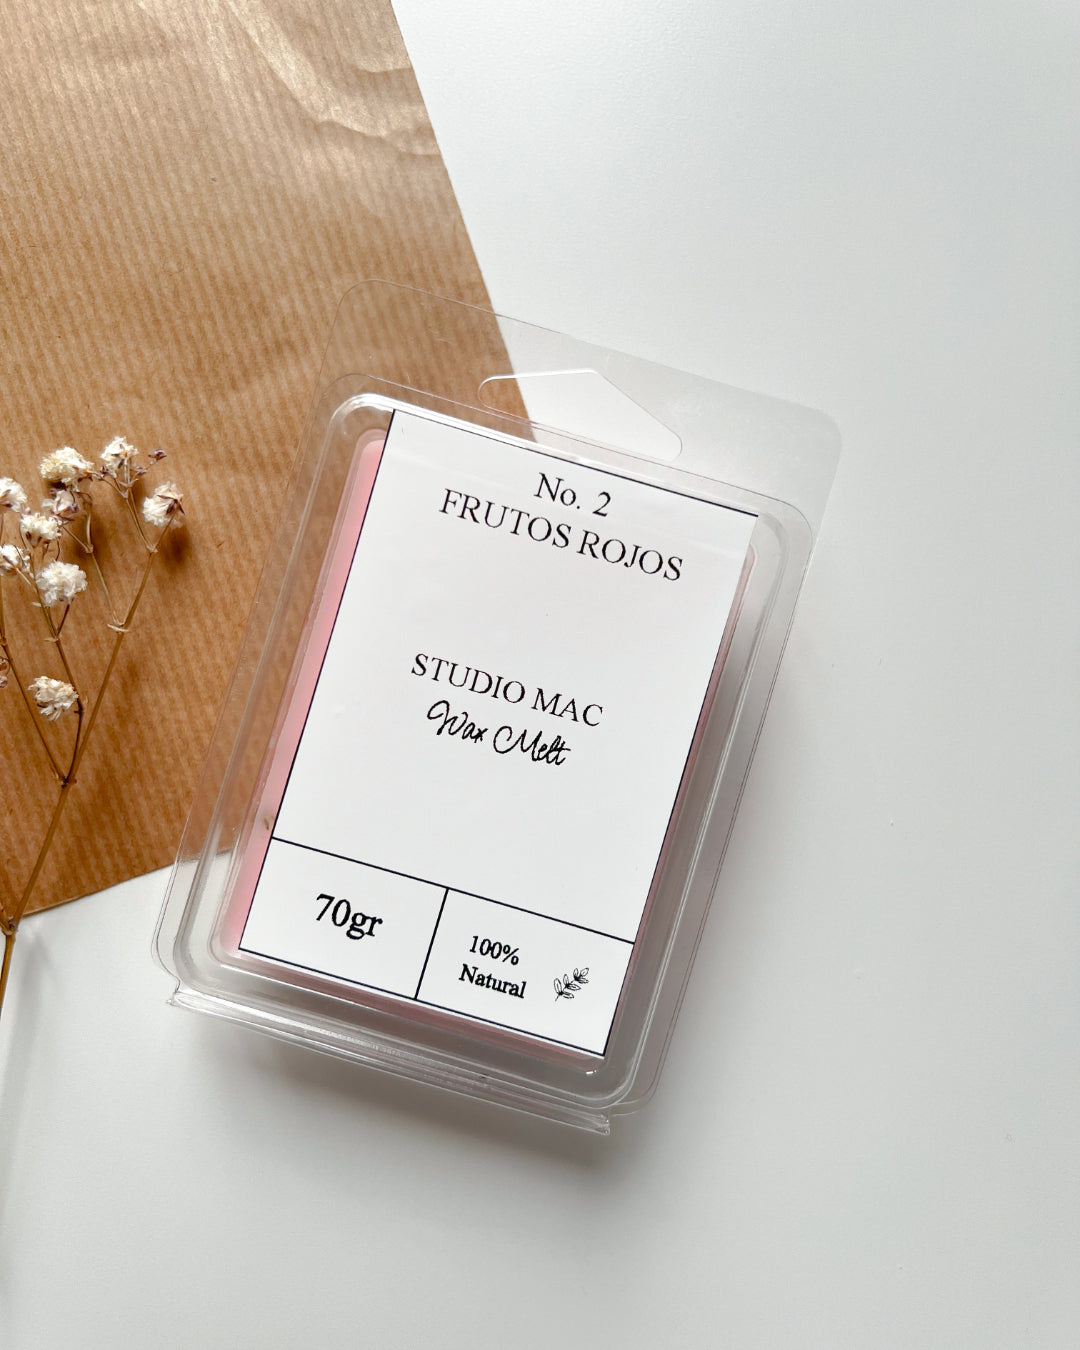 No. 2
FRUTOS ROJOS
STUDIO MAC
Wax Melt
70gr
100%
Natural